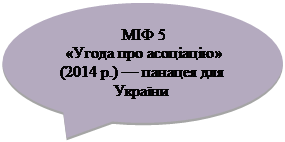 МІФ 5
«Угода про асоціацію»
(2014 р.) — панацея для
України